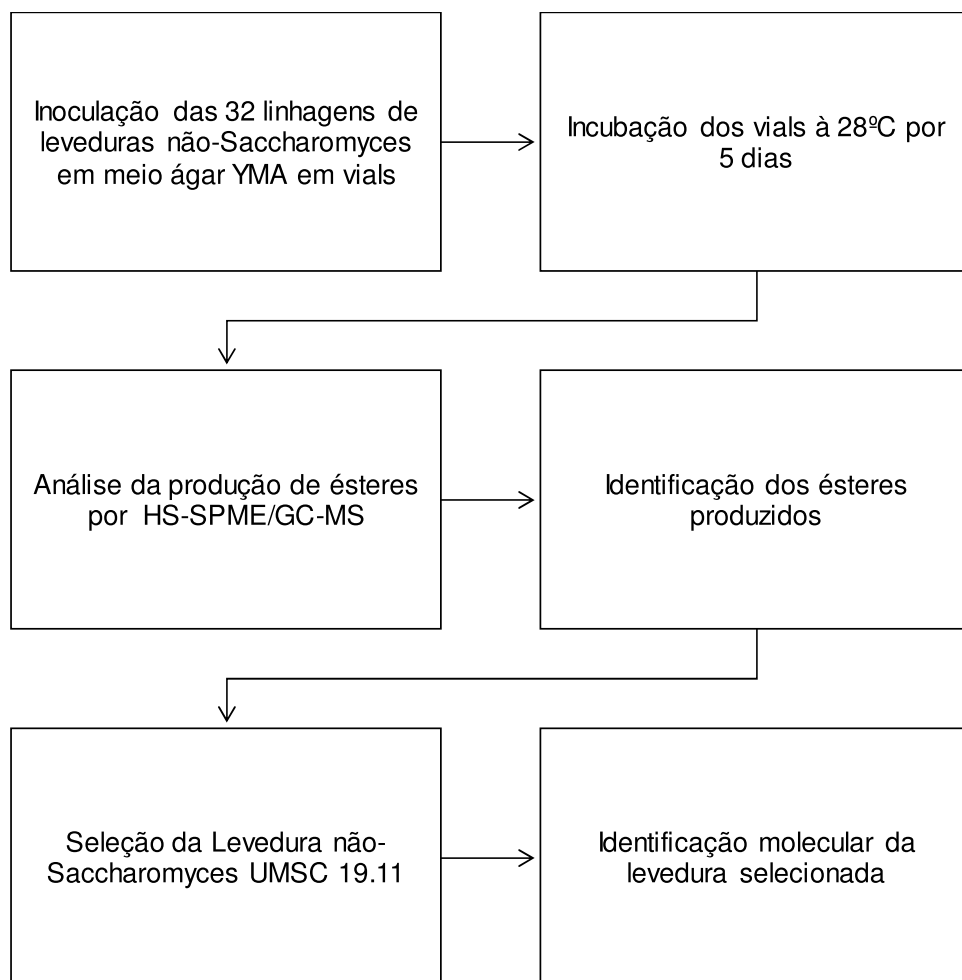 Inoculação das 32 linhagens de
leveduras não-Saccharomyces
em meio ágar YMA em vials
Incubação dos vials à 28ºC por
5 dias
Análise da produção de ésteres
por HS-SPME/GC-MS
Identificação dos ésteres
produzidos
Seleção da Levedura não-
Saccharomyces UMSC 19.11
Identificação molecular da
levedura selecionada